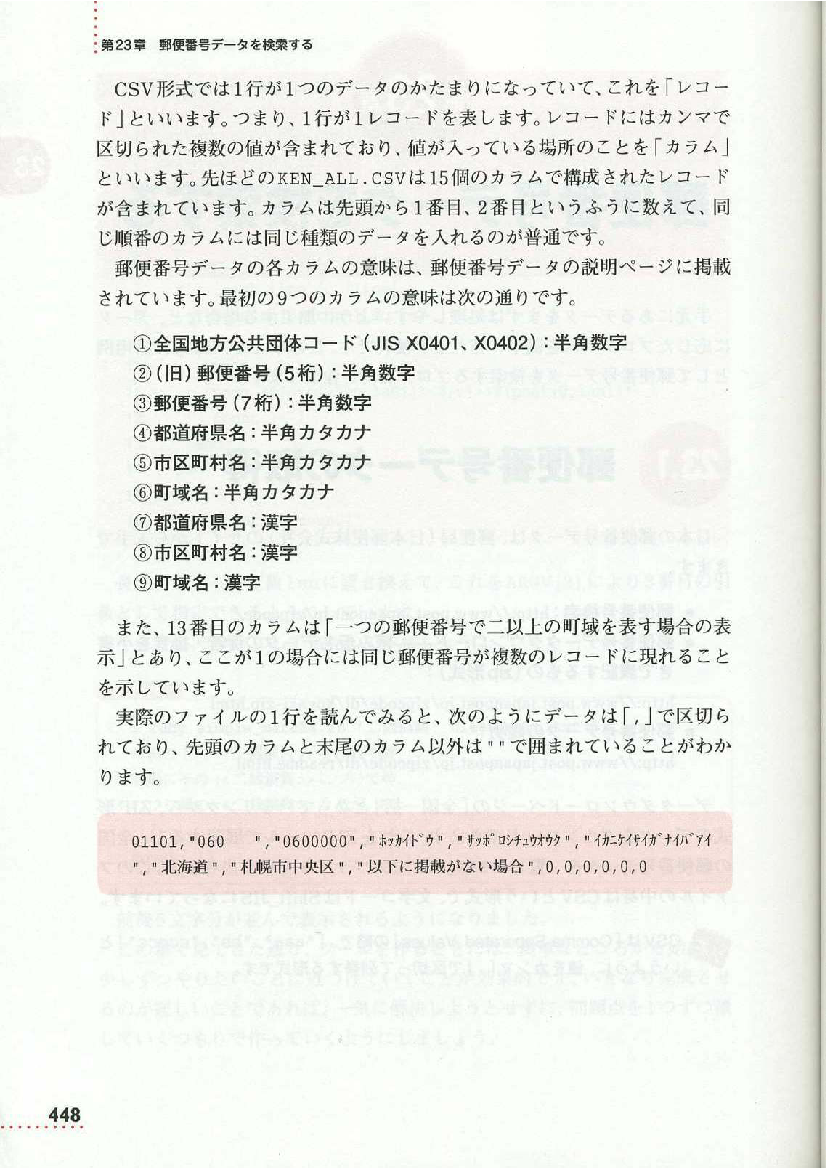 第23章　郵便番号データを検索する
CSV形式では1行が1つのデータのかたまりになっていて、これを「レコー
ド」といいます。つまり、1行が1レコードを表します。レコードにはカンマで
区切られた複数の値が含まれており、値が入っている場所のことを「カラム」
といいます。先ほどのKEN_ALL.CSVは15個のカラムで構成されたレコード
が含まれています。カラムは先頭から1番目、2番目というふうに数えて、同
じ順番のカラムには同じ種類のデータを入れるのが普通です。
郵便番号データの各カラムの意味は、郵便番号データの説明ページに掲載
されています。最初の9つのカラムの意味は次の通りです。
①全国地方公共団体コード（JIS X0401、X0402）：半角数字
②（旧）郵便番号（5桁）：半角数字
③郵便番号（7桁）：半角数字
④都道府県名：半角カタカナ
⑤市区町村名：半角カタカナ
⑥町域名：半角カタカナ
⑦都道府県名：漢字
⑧市区町村名：漢字
⑨町域名：漢字
また、13番目のカラムは「一つの郵便番号で二以上の町域を表す場合の表
示」とあり、ここが1の場合には同じ郵便番号が複数のレコードに現れること
を示しています。
実際のファイルの1行を読んでみると、次のようにデータは「,」で区切ら
れており、先頭のカラムと末尾のカラム以外は""で囲まれていることがわか
ります。
01101,"060　　","0600000","ﾎｯｶｲﾄﾞｳ","ｻｯﾎﾟﾛｼﾁｭｳｵｳｸ","ｲｶﾆｹｲｻｲｶﾞﾅｲﾊﾞｱｲ
","北海道","札幌市中央区","以下に掲載がない場合",0,0,0,0,0,0
448